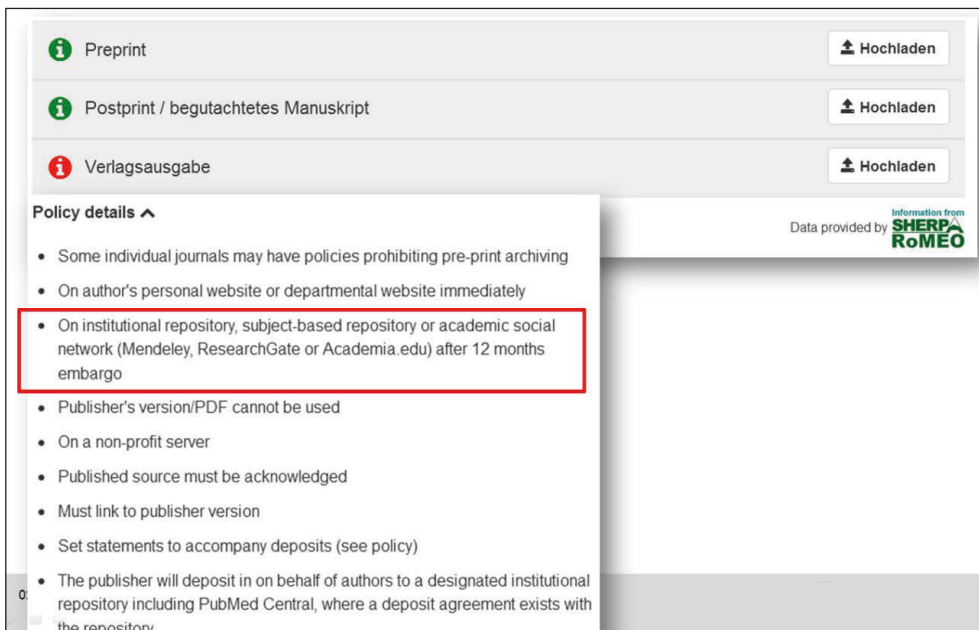 Preprint
Hochladen
Postprint / begutachtetes Manuskript
Hochladen
Verlagsausgabe
Hochladen
Policy details
Data provided by
Information from
SHERPA
RoMEO
• Some individual journals may have policies prohibiting pre-print archiving
• On author's personal website or departmental website immediately
• On institutional repository, subject-based repository or academic social
network (Mendeley, ResearchGate or Academia.edu) after 12 months
embargo
• Publisher's version/PDF cannot be used
• On a non-profit server
• Published source must be acknowledged
• Must link to publisher version
• Set statements to accompany deposits (see policy)
• The publisher will deposit in on behalf of authors to a designated institutional
repository including PubMed Central, where a deposit agreement exists with
the repository